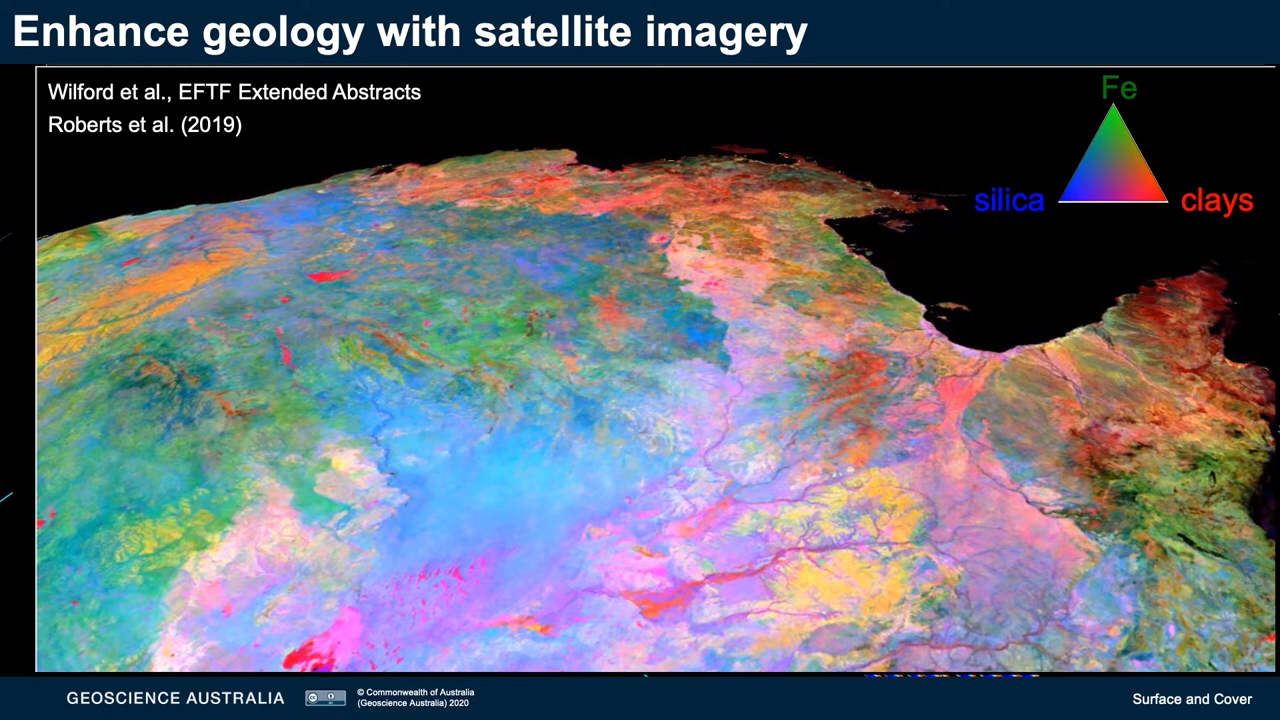 Enhance geology with satellite imagery
Wilford et al., EFTF Extended Abstracts
Roberts et al. (2019)
Fe
silica
clays
GEOSCIENCE AUSTRALIA
© Commonwealth of Australia
(Geoscience Australia) 2020
Surface and Cover